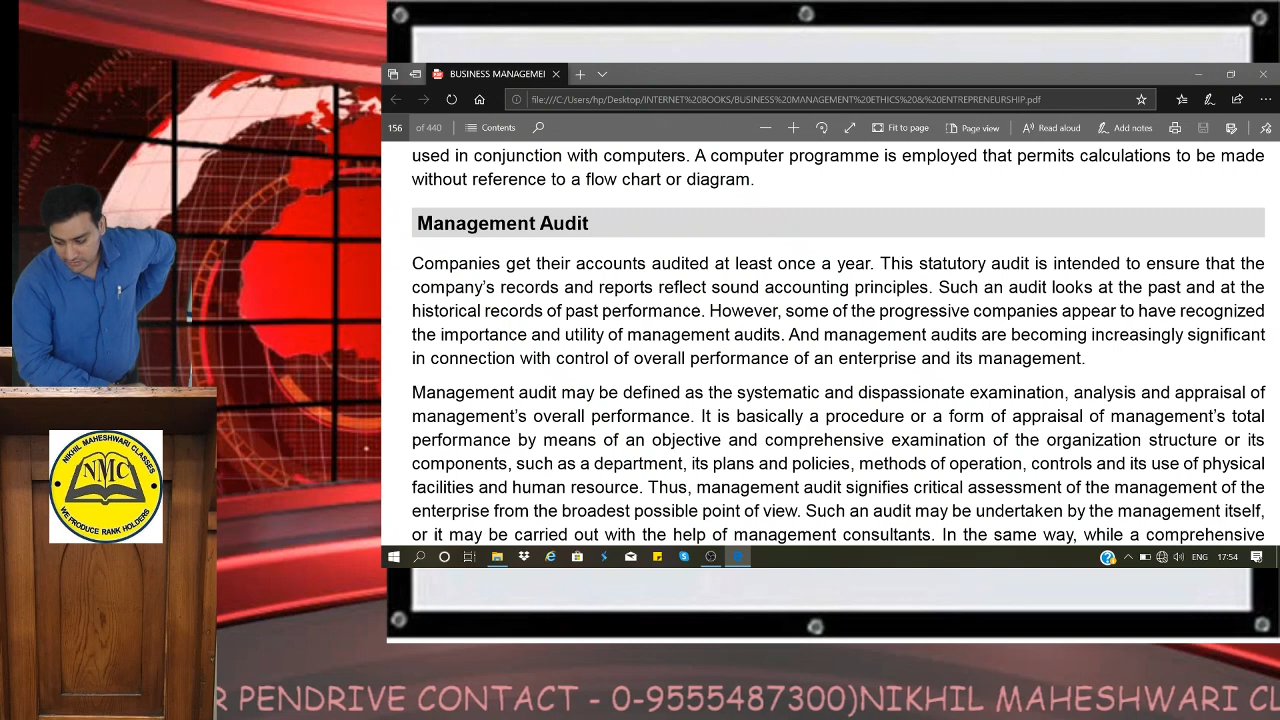 BUSINESS MANAGEMEI
file:///C:/Users/hp/Desktop/INTERNET%20BOOKS/BUSINESS%20MANAGEMENT%20ETHICS%20&%20ENTREPRENEURSHIP.pdf
156 of 440 Contents Fit to page Page view Read aloud Add notes
used in conjunction with computers. A computer programme is employed that permits calculations to be made
without reference to a flow chart or diagram.
Management Audit
Companies get their accounts audited at least once a year. This statutory audit is intended to ensure that the
company's records and reports reflect sound accounting principles. Such an audit looks at the past and at the
historical records of past performance. However, some of the progressive companies appear to have recognized
the importance and utility of management audits. And management audits are becoming increasingly significant
in connection with control of overall performance of an enterprise and its management.
Management audit may be defined as the systematic and dispassionate examination, analysis and appraisal of
management's overall performance. It is basically a procedure or a form of appraisal of management's total
performance by means of an objective and comprehensive examination of the organization structure or its
components, such as a department, its plans and policies, methods of operation, controls and its use of physical
facilities and human resource. Thus, management audit signifies critical assessment of the management of the
enterprise from the broadest possible point of view. Such an audit may be undertaken by the management itself,
or it may be carried out with the help of management consultants. In the same way, while a comprehensive
ENG 17:54
NIKHIL MAHESHWARI CLASSES
NMC
WE PRODUCE RANK HOLDERS
R PENDRIVE CONTACT - 0-9555487300)NIKHIL MAHESHWARI CL